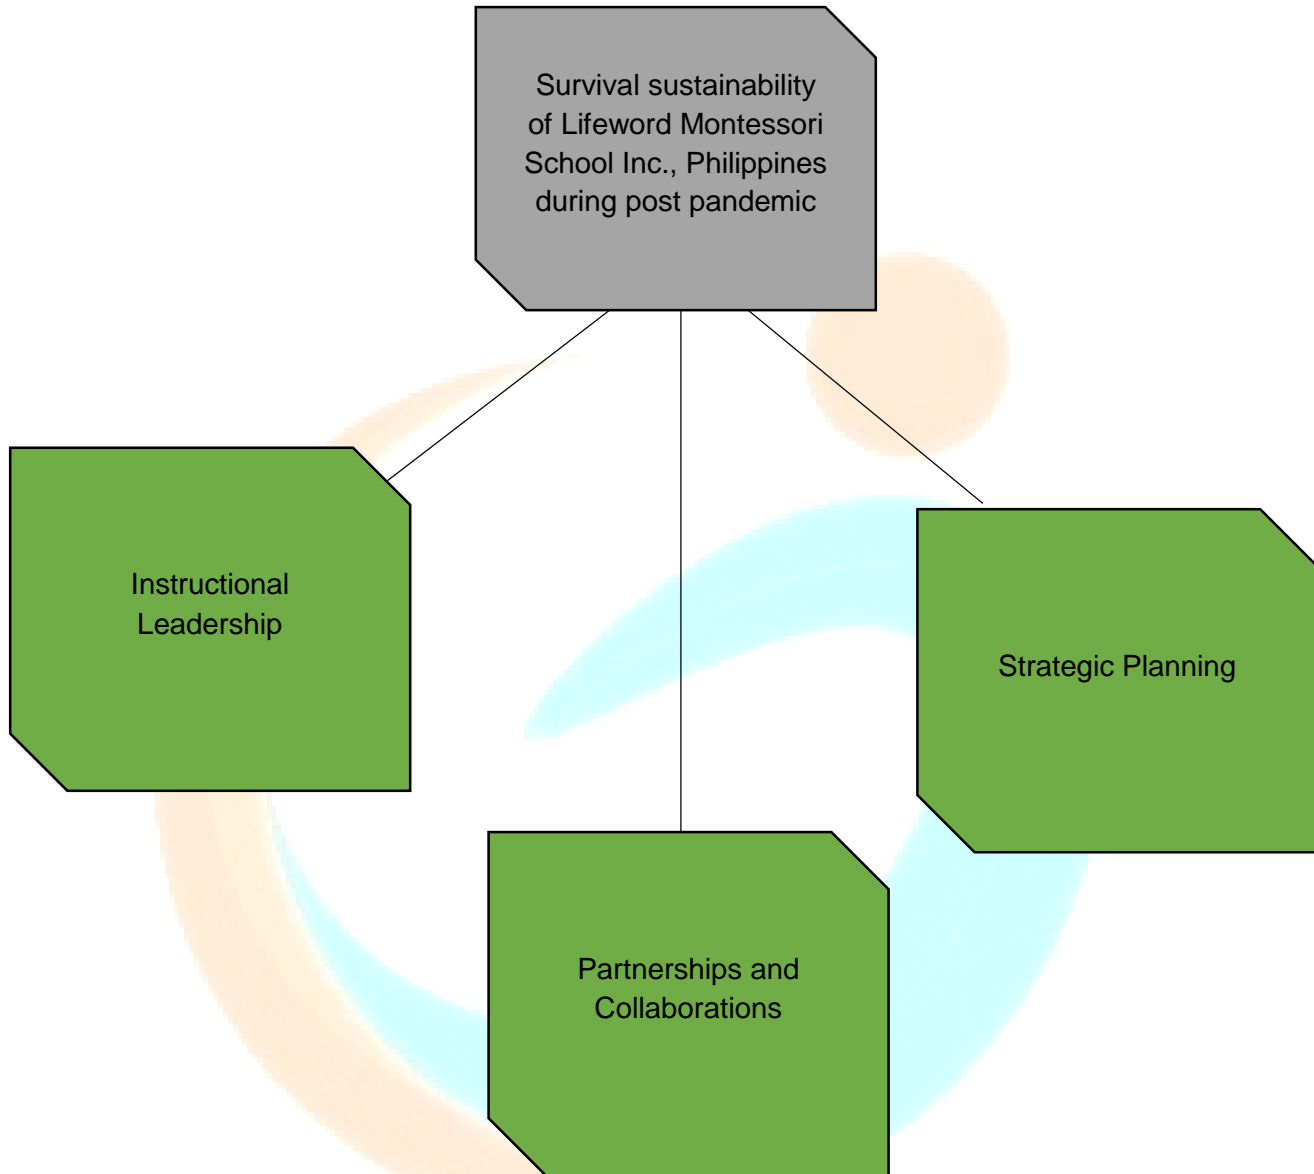 Survival sustainability
of Lifeword Montessori
School Inc., Philippines
during post pandemic
Instructional
Leadership
Strategic Planning
Partnerships and
Collaborations